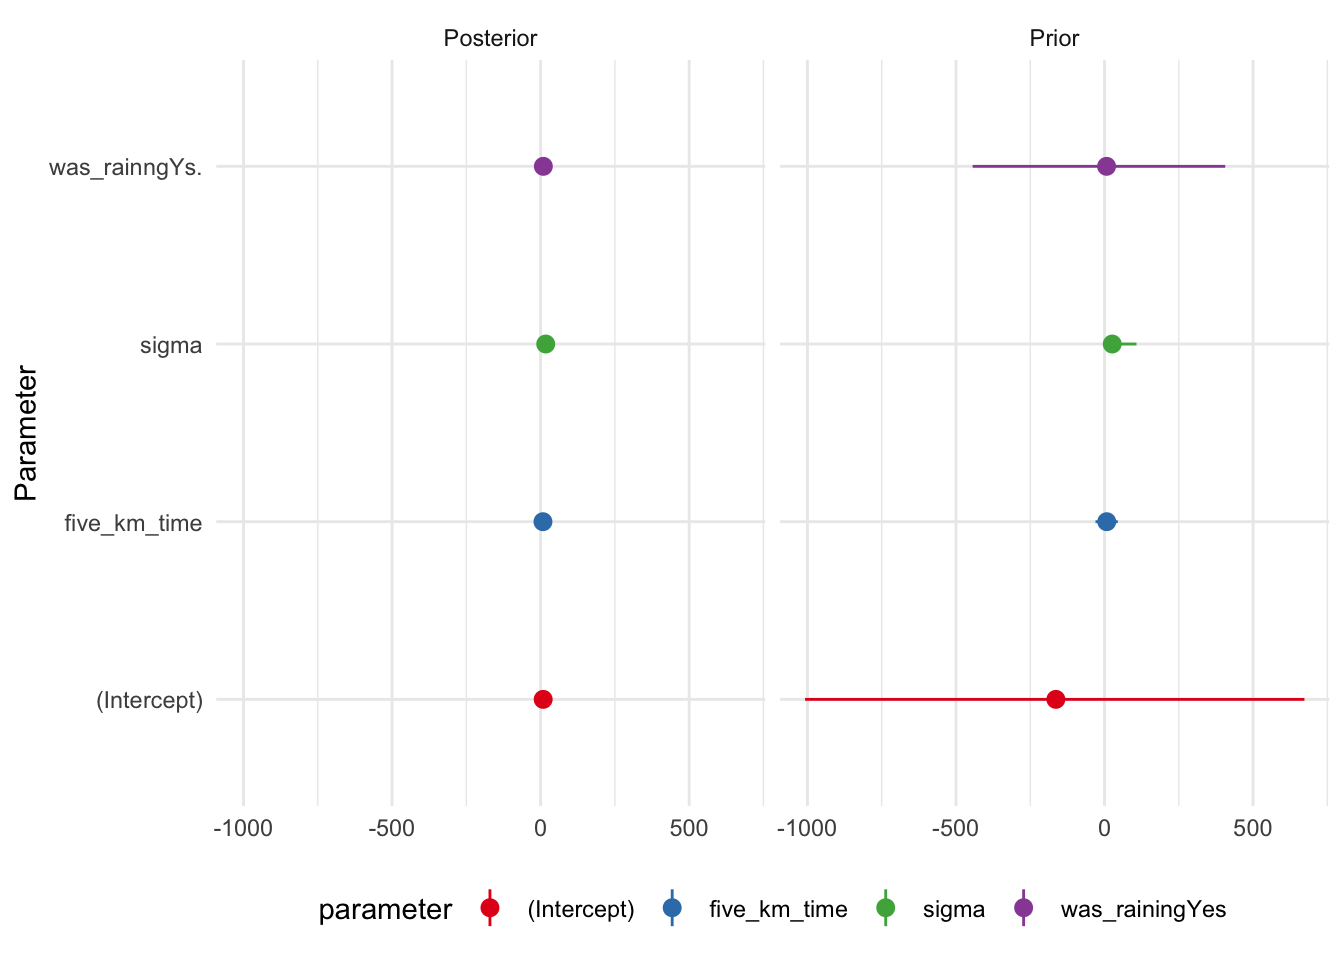 Posterior
Prior
was_rainngYs.
sigma
five_km_time
(Intercept)
Parameter
-1000 -500 0 500
-1000 -500 0 500
parameter (Intercept) five_km_time sigma was_rainingYes